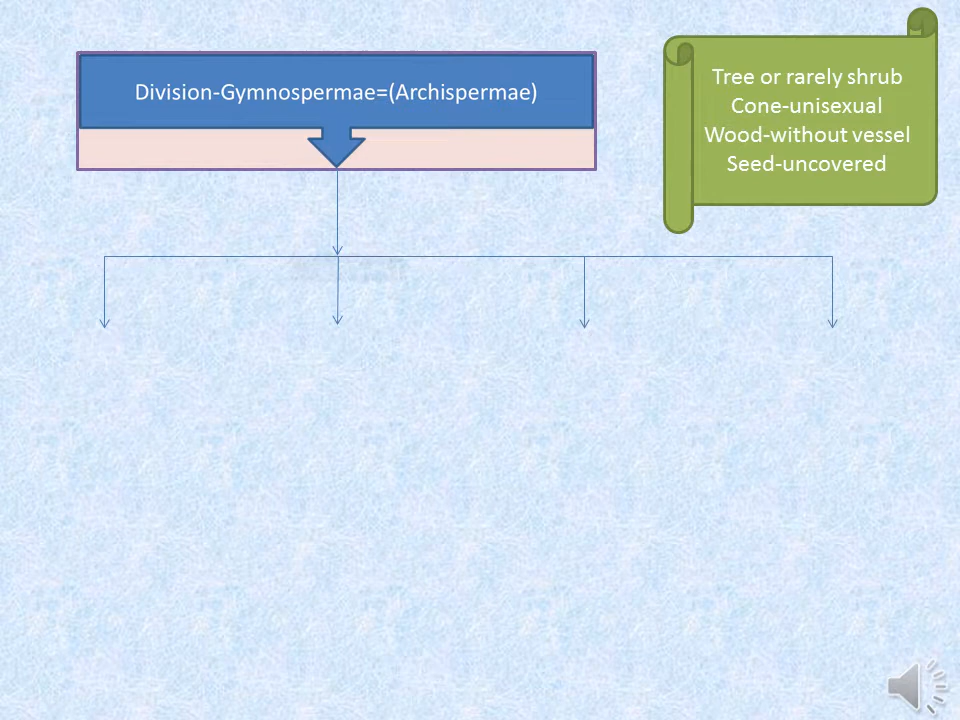 Division-Gymnospermae=(Archispermae)
Tree or rarely shrub
Cone-unisexual
Wood-without vessel
Seed-uncovered